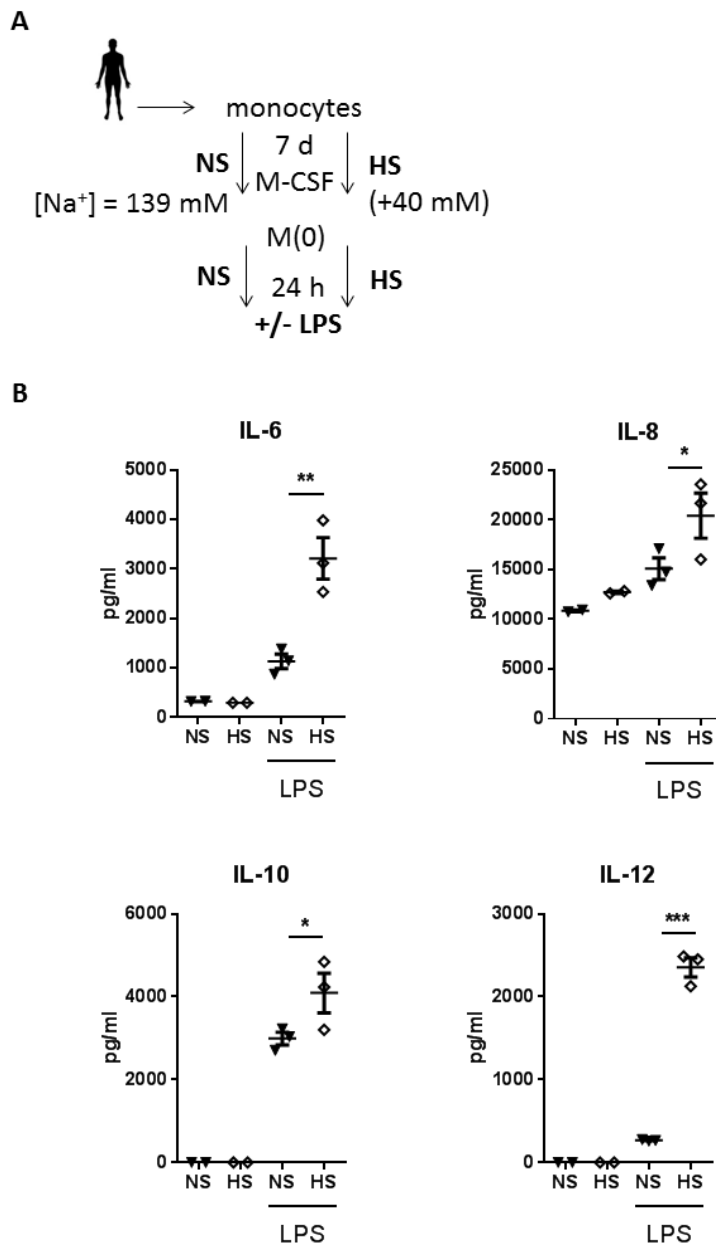 A
monocytes
NS 7 d HS
M-CSF
[Na⁺] = 139 mM (+40 mM)
M(0)
NS 24 h HS
+/- LPS
B
IL-6
5000
4000
3000
2000
1000
0
pg/ml
**
NS HS NS HS
LPS
IL-8
25000
20000
15000
10000
5000
0
pg/ml
*
NS HS NS HS
LPS
IL-10
6000
4000
2000
0
pg/ml
*
NS HS NS HS
LPS
IL-12
3000
2000
1000
0
pg/ml
***
NS HS NS HS
LPS